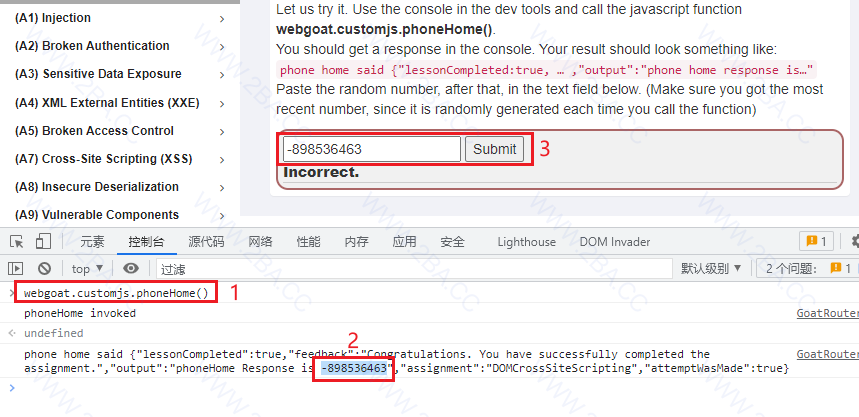 (A1) Injection
(A2) Broken Authentication
(A3) Sensitive Data Exposure
(A4) XML External Entities (XXE)
(A5) Broken Access Control
(A7) Cross-Site Scripting (XSS)
(A8) Insecure Deserialization
(A9) Vulnerable Components
Let us try it. Use the console in the dev tools and call the javascript function
webgoat.customjs.phoneHome().
You should get a response in the console. Your result should look something like:
phone home said {"lessonCompleted:true, … ,"output":"phone home response is…"
Paste the random number, after that, in the text field below. (Make sure you got the most
recent number, since it is randomly generated each time you call the function)
-898536463 Submit 3
Incorrect.
元素 控制台 源代码 网络 性能 内存 应用 安全 Lighthouse DOM Invader 1
top 过滤 默认级别 2 个问题: 1
webgoat.customjs.phoneHome() 1
phoneHome invoked GoatRouter
undefined
2
phone home said {"lessonCompleted":true,"feedback":"Congratulations. You have successfully completed the GoatRouter
assignment.","output":"phoneHome Response is -898536463","assignment":"DOMCrossSiteScripting","attemptWasMade":true}
WWW.2BA.CC